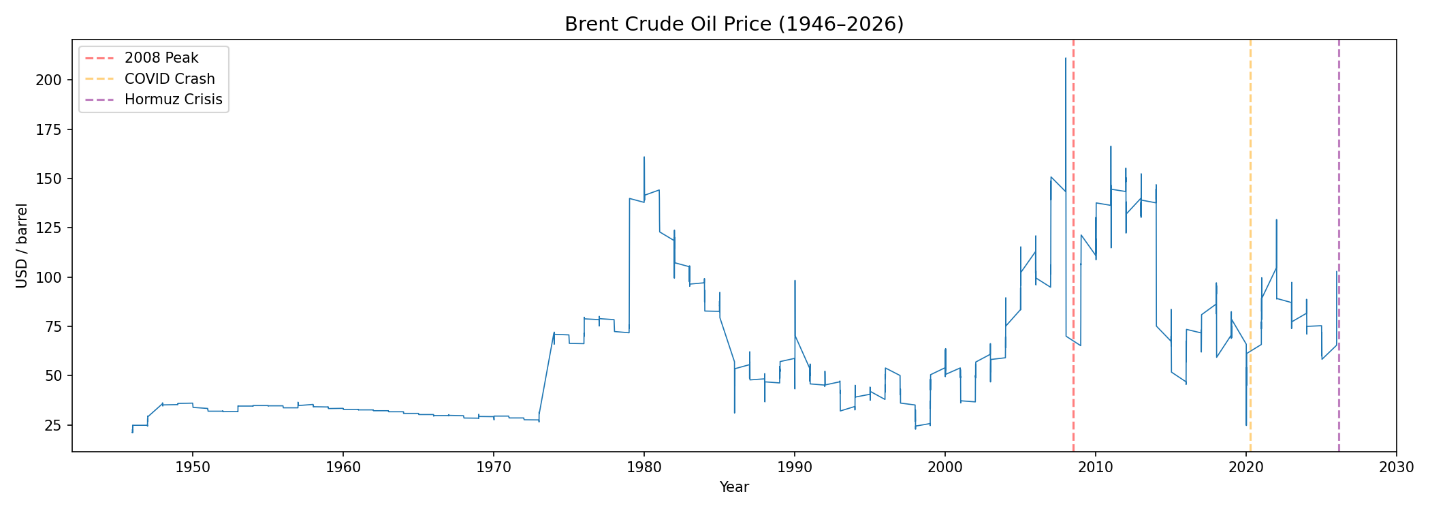 Brent Crude Oil Price (1946–2026)
2008 Peak
COVID Crash
Hormuz Crisis
USD / barrel
200
175
150
125
100
75
50
25
1950
1960
1970
1980
1990
2000
2010
2020
2030
Year